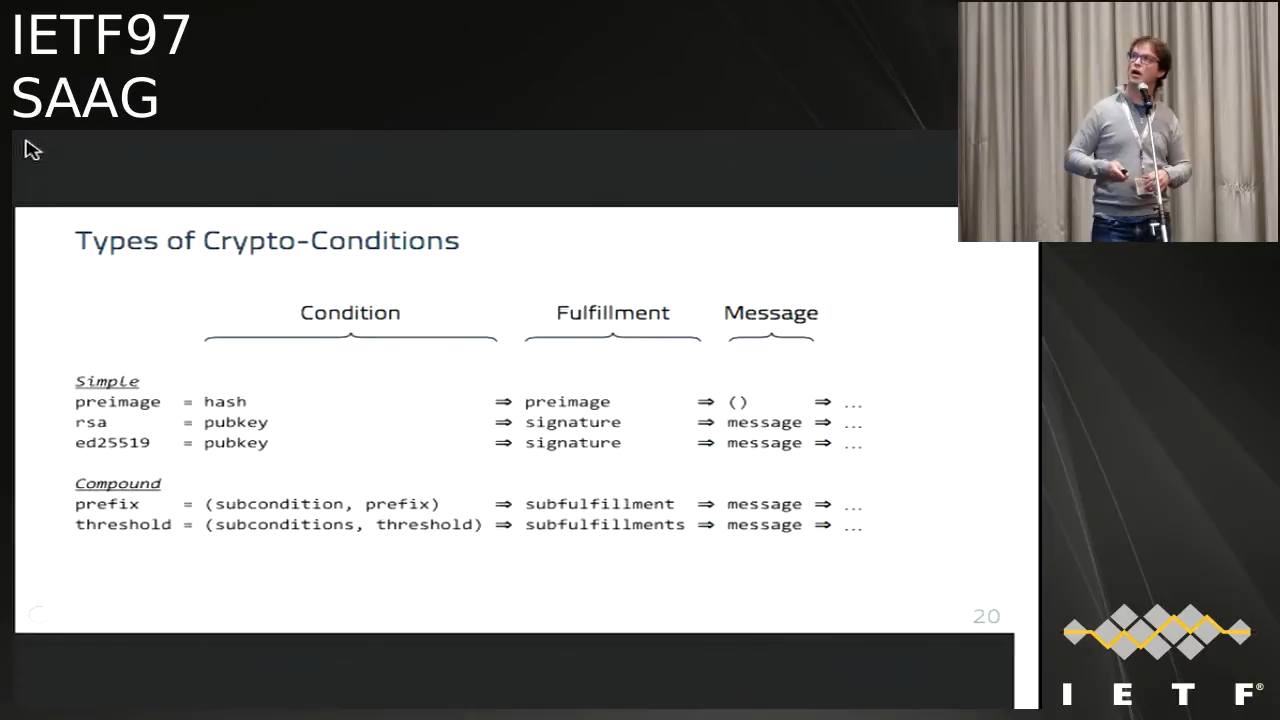 IETF97
SAAG
Types of Crypto-Conditions
Condition Fulfillment Message
Simple
preimage = hash ⇒ preimage ⇒ () ⇒ ...
rsa = pubkey ⇒ signature ⇒ message ⇒ ...
ed25519 = pubkey ⇒ signature ⇒ message ⇒ ...
Compound
prefix = (subcondition, prefix) ⇒ subfulfillment ⇒ message ⇒ ...
threshold = (subconditions, threshold) ⇒ subfulfillments ⇒ message ⇒ ...
20
I E T F®